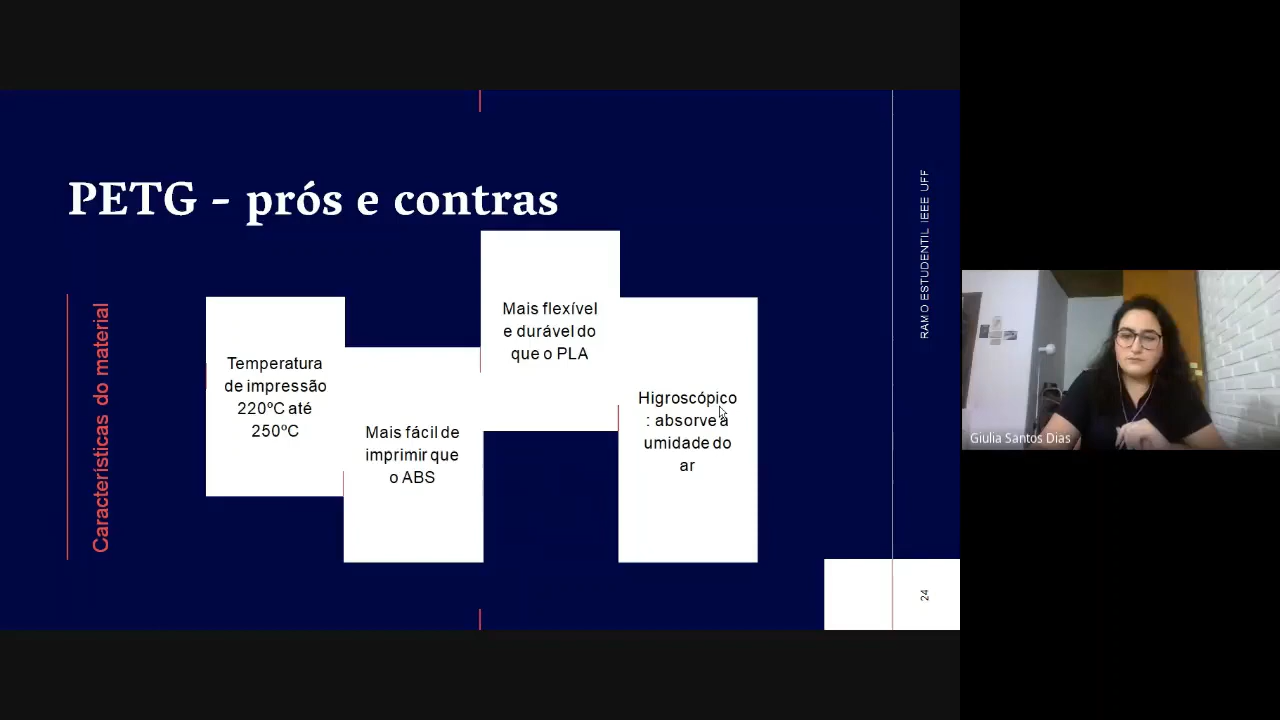 PETG - prós e contras
Características do material
Temperatura
de impressão
220ºC até
250ºC
Mais fácil de
imprimir que
o ABS
Mais flexível
e durável do
que o PLA
Higroscópico
: absorve a
umidade do
ar
RAMO ESTUDENTIL IEEE UFF
24
Giulia Santos Dias